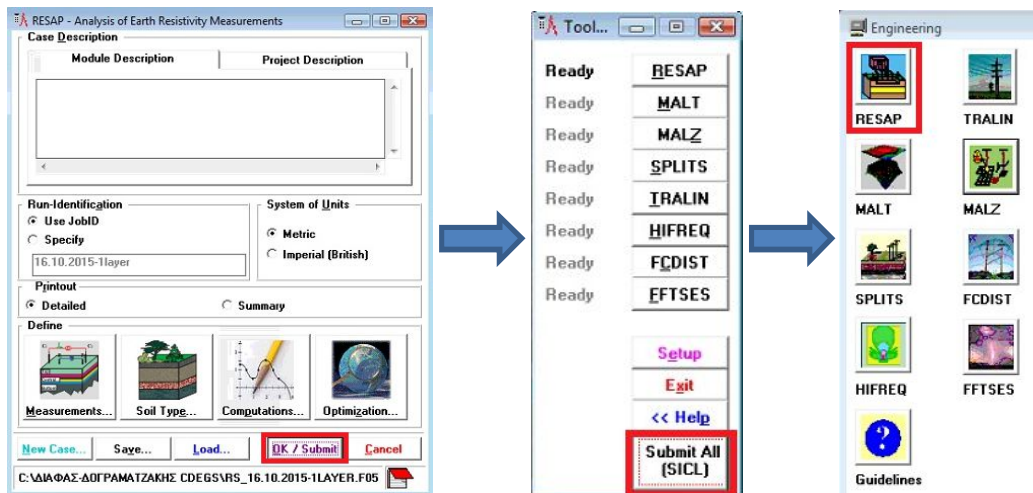 RESAP - Analysis of Earth Resistivity Measurements
Case Description
Module Description
Project Description
Run-Identification
Use JobID
Specify
16.10.2015-1layer
System of Units
Metric
Imperial (British)
Printout
Detailed
Summary
Define
Measurements...
Soil Type...
Computations...
Optimization...
New Case...
Save...
Load...
OK / Submit
Cancel
C:\ΔΙΑΦΑΣ-ΔΟΓΡΑΜΑΤΖΑΚΗΣ CDEGS\RS_16.10.2015-1LAYER.F05
Tool...
Ready RESAP
Ready MALT
Ready MALZ
Ready SPLITS
Ready TRALIN
Ready HIFREQ
Ready FCDIST
Ready FFTSES
Setup
Exit
<< Help
Submit All
(SICL)
Engineering
RESAP TRALIN
MALT MALZ
SPLITS FCDIST
HIFREQ FFTSES
?
Guidelines